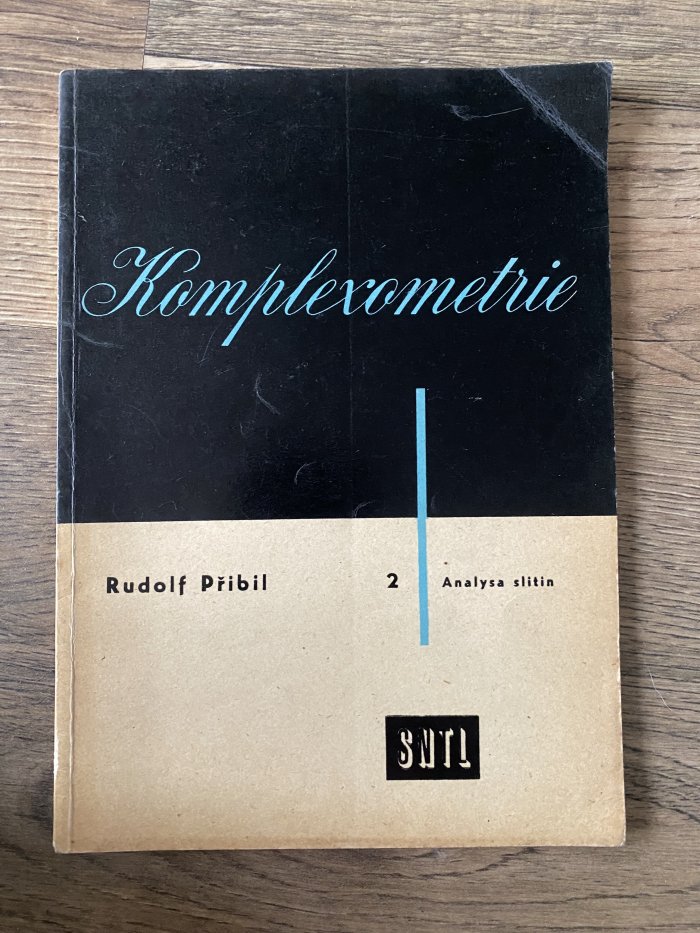 Komplexometrie
Rudolf Přibil
2 Analysa slitin
SNTL